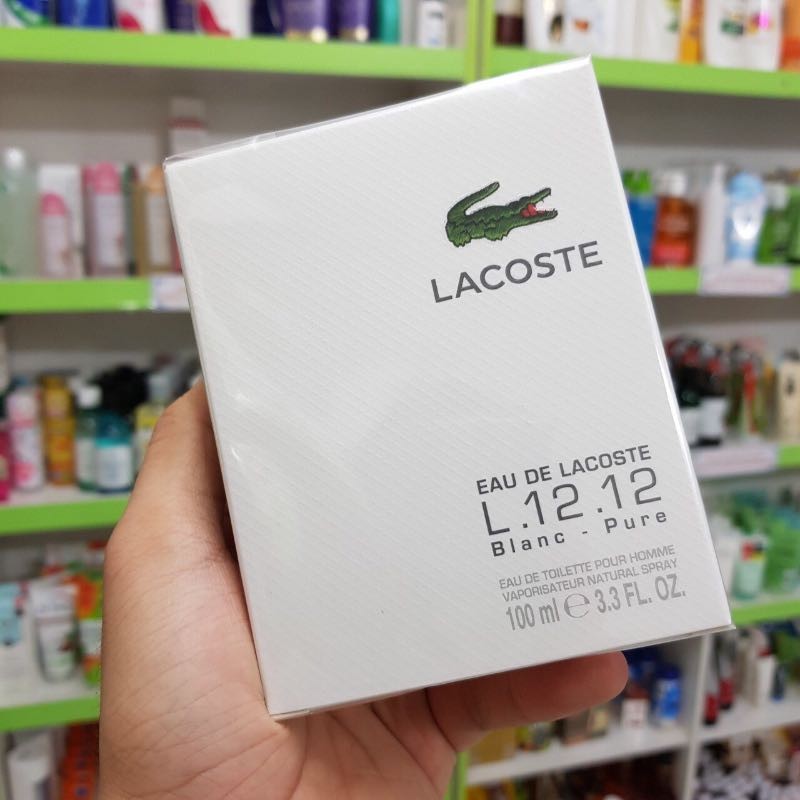 LACOSTE
EAU DE LACOSTE
L.12.12
Blanc - Pure
EAU DE TOILETTE POUR HOMME
VAPORISATEUR NATURAL SPRAY
100 ml ℮ 3.3 FL. OZ.